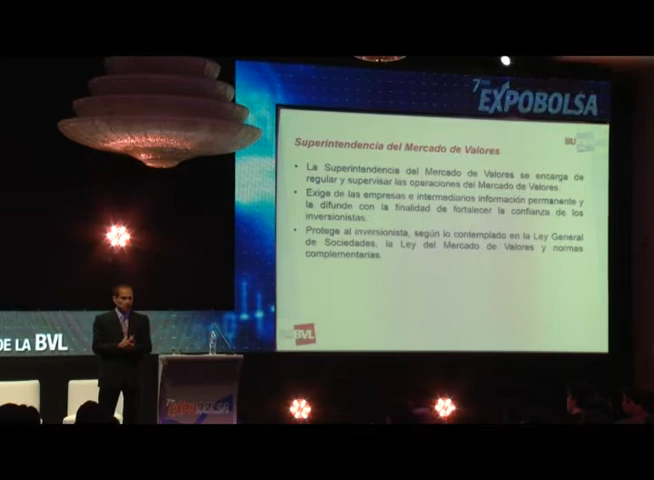 7
EXPOBOLSA
Superintendencia del Mercado de Valores
• La Superintendencia del Mercado de Valores se encarga de
regular y supervisar las operaciones del Mercado de Valores.
• Exige de las empresas e intermediarios información permanente y
la difunde con la finalidad de fortalecer la confianza de los
inversionistas.
• Protege al inversionista, según lo contemplado en la Ley General
de Sociedades, la Ley del Mercado de Valores y normas
complementarias.
BVL
DE LA BVL
EXPOBOLSA